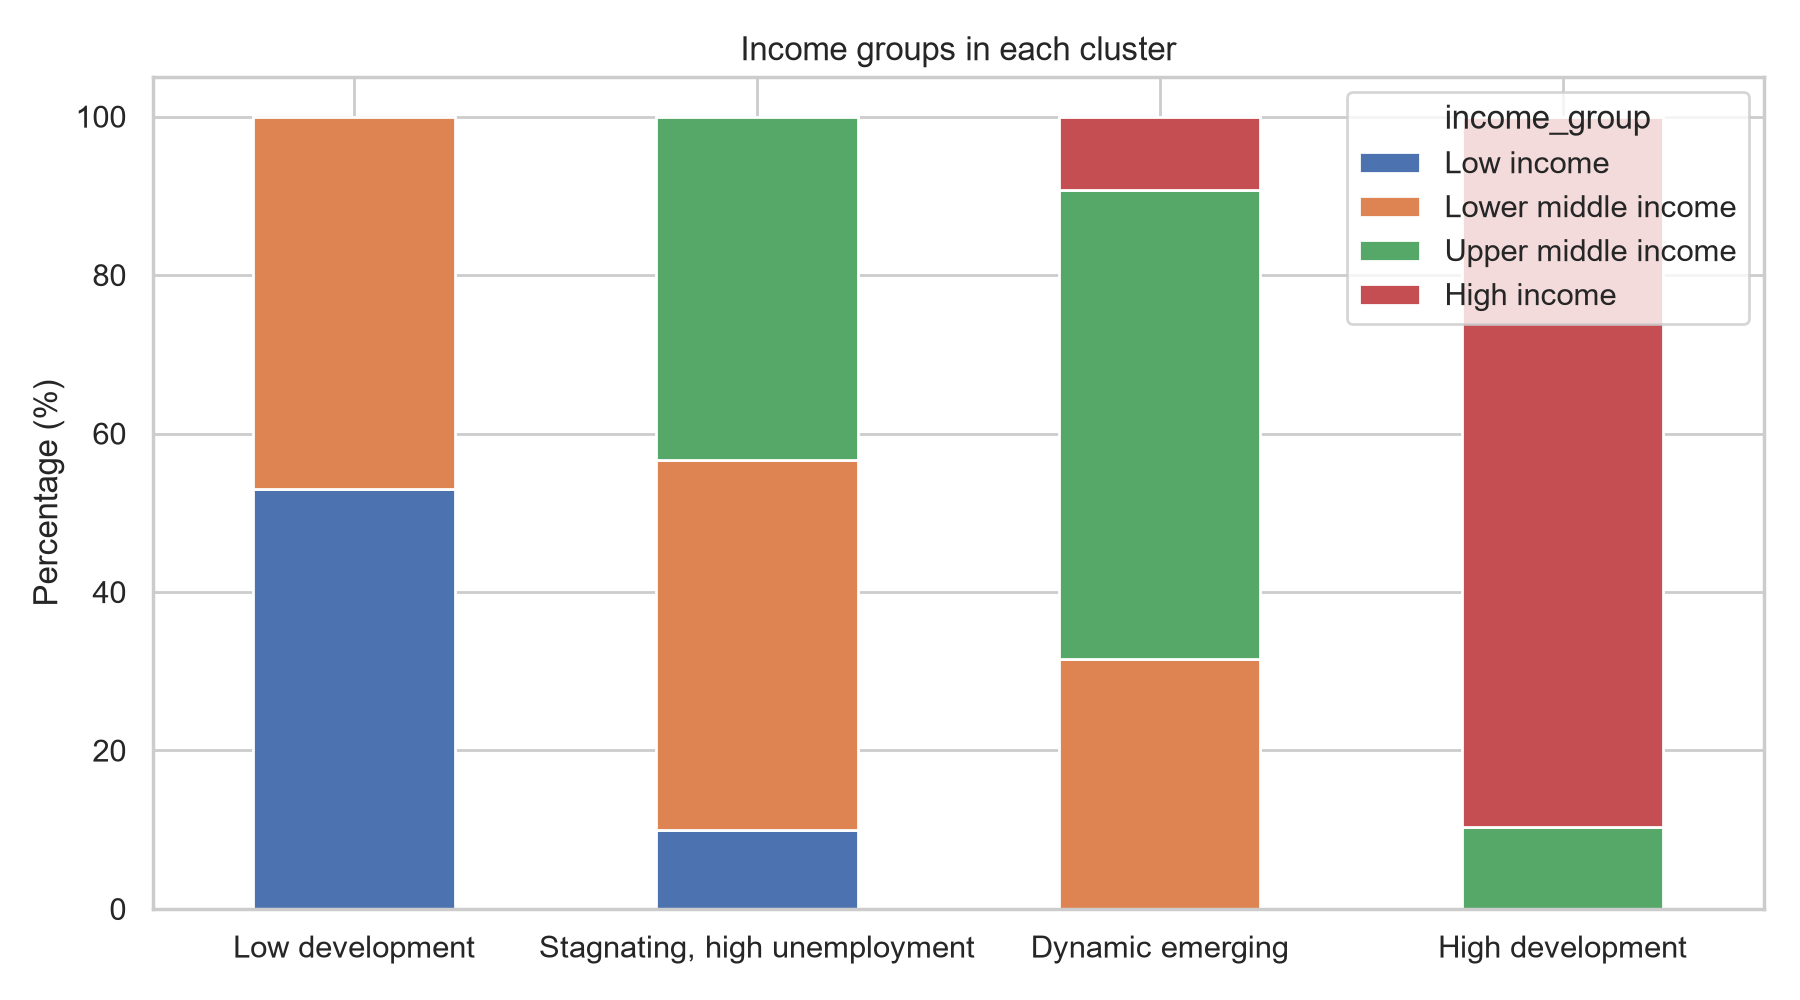 Income groups in each cluster
Percentage (%)
100
80
60
40
20
0
income_group
Low income
Lower middle income
Upper middle income
High income
Low development
Stagnating, high unemployment
Dynamic emerging
High development